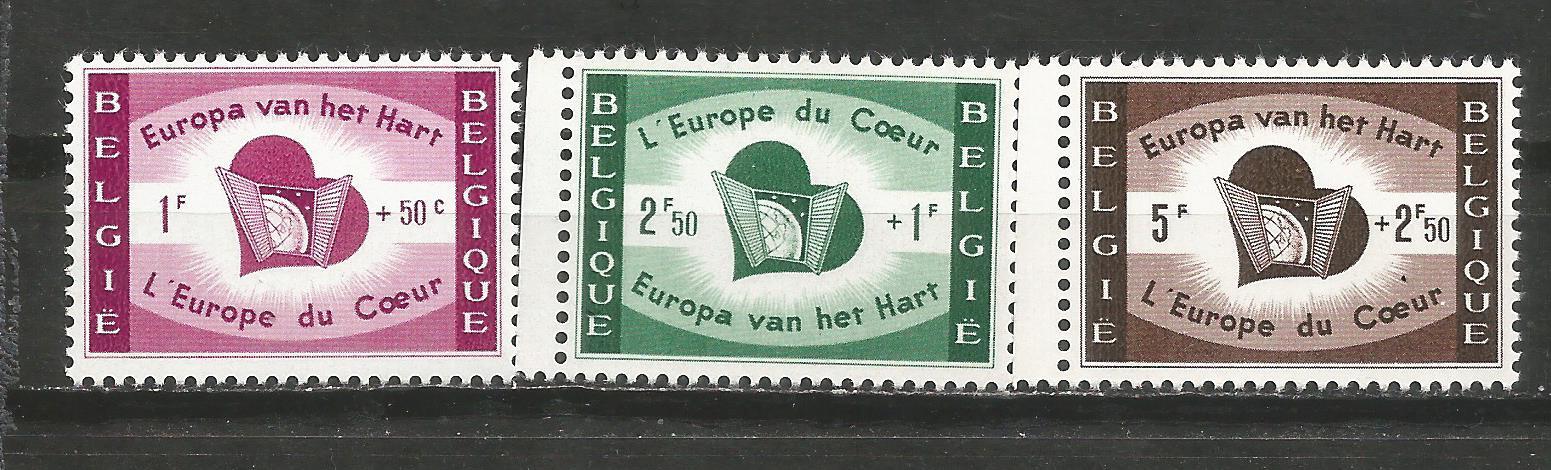 BELGIË
Europa van het Hart
1F + 50c
L'Europe du Cœur
BELGIQUE
BELGIQUE
L'Europe du Cœur
2F50 + 1F
Europa van het Hart
BELGIË
BELGIË
Europa van het Hart
5F + 2F50
L'Europe du Cœur
BELGIQUE